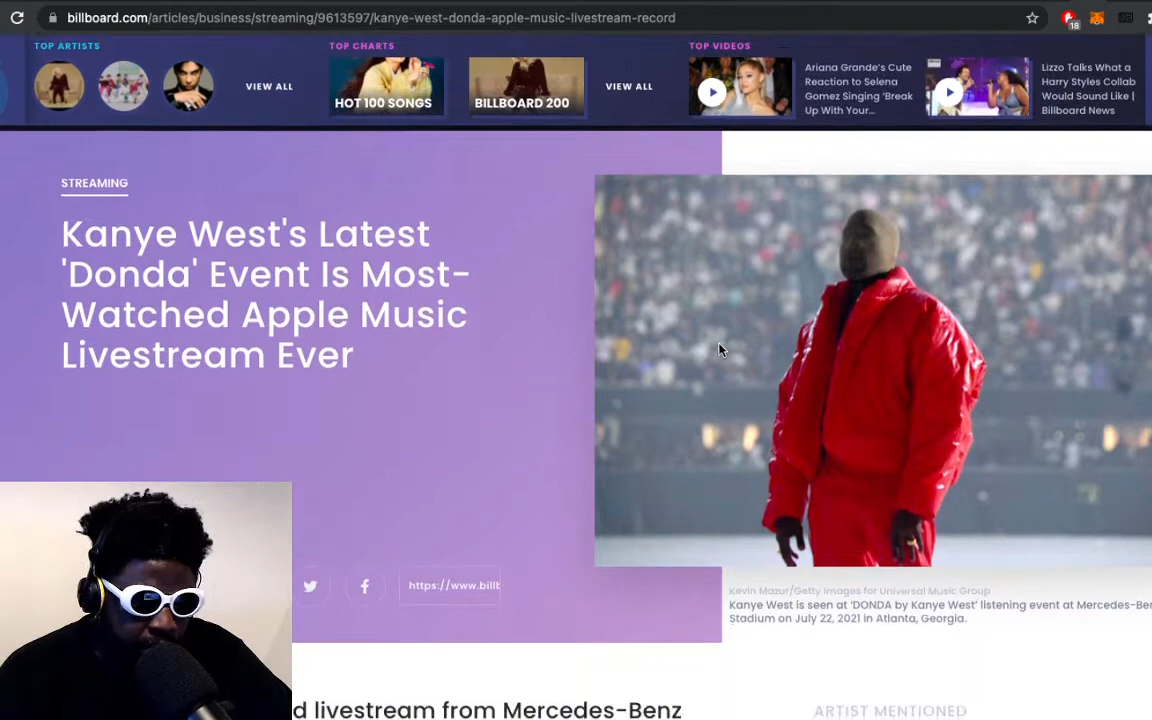 billboard.com/articles/business/streaming/9613597/kanye-west-donda-apple-music-livestream-record
18
TOP ARTISTS
VIEW ALL
TOP CHARTS
HOT 100 SONGS
BILLBOARD 200
VIEW ALL
TOP VIDEOS
Ariana Grande's Cute
Reaction to Selena
Gomez Singing 'Break
Up With Your...
Lizzo Talks What a
Harry Styles Collab
Would Sound Like |
Billboard News
STREAMING
Kanye West's Latest
'Donda' Event Is Most-
Watched Apple Music
Livestream Ever
https://www.billb
Kevin Mazur/Getty Images for Universal Music Group
Kanye West is seen at 'DONDA by Kanye West' listening event at Mercedes-Be
Stadium on July 22, 2021 in Atlanta, Georgia.
d livestream from Mercedes-Benz
ARTIST MENTIONED